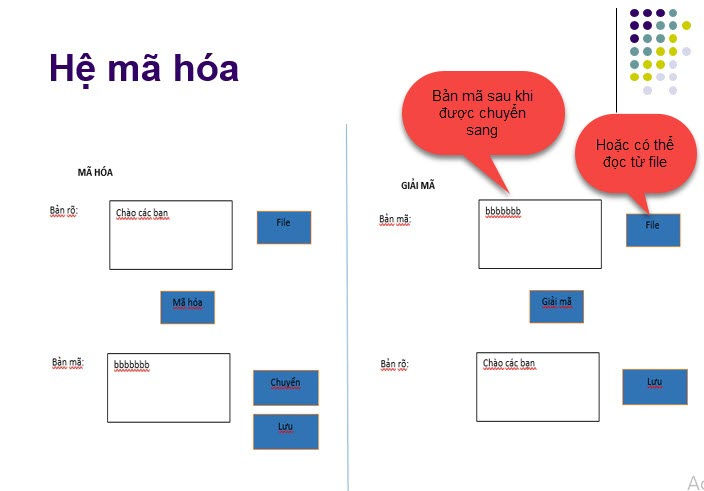 Hệ mã hóa
Bản mã sau khi
được chuyển
sang
Hoặc có thể
đọc từ file
MÃ HÓA
Bản rõ:
Chào các bạn
File
Mã hóa
Bản mã:
bbbbbbb
Chuyển
Lưu
GIẢI MÃ
Bản mã:
bbbbbbb
File
Giải mã
Bản rõ:
Chào các bạn
Lưu